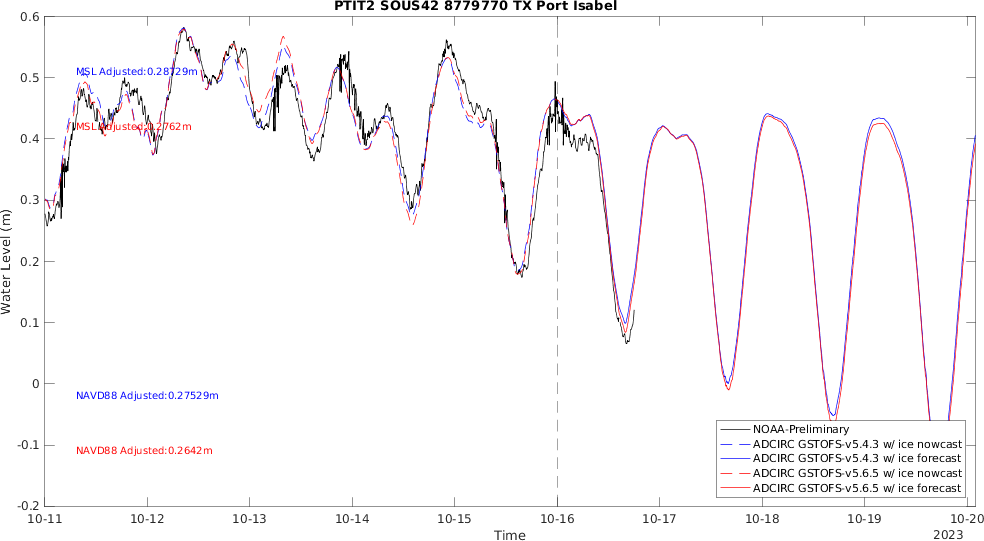 PTIT2 SOUS42 8779770 TX Port Isabel
0.6
0.5
0.4
0.3
0.2
0.1
0
-0.1
-0.2
Water Level (m)
MSL Adjusted:0.28729m
MSL Adjusted:0.2762m
NAVD88 Adjusted:0.27529m
NAVD88 Adjusted:0.2642m
NOAA-Preliminary
ADCIRC GSTOFS-v5.4.3 w/ ice nowcast
ADCIRC GSTOFS-v5.4.3 w/ ice forecast
ADCIRC GSTOFS-v5.6.5 w/ ice nowcast
ADCIRC GSTOFS-v5.6.5 w/ ice forecast
10-11 10-12 10-13 10-14 10-15 10-16 10-17 10-18 10-19 10-20
Time
2023